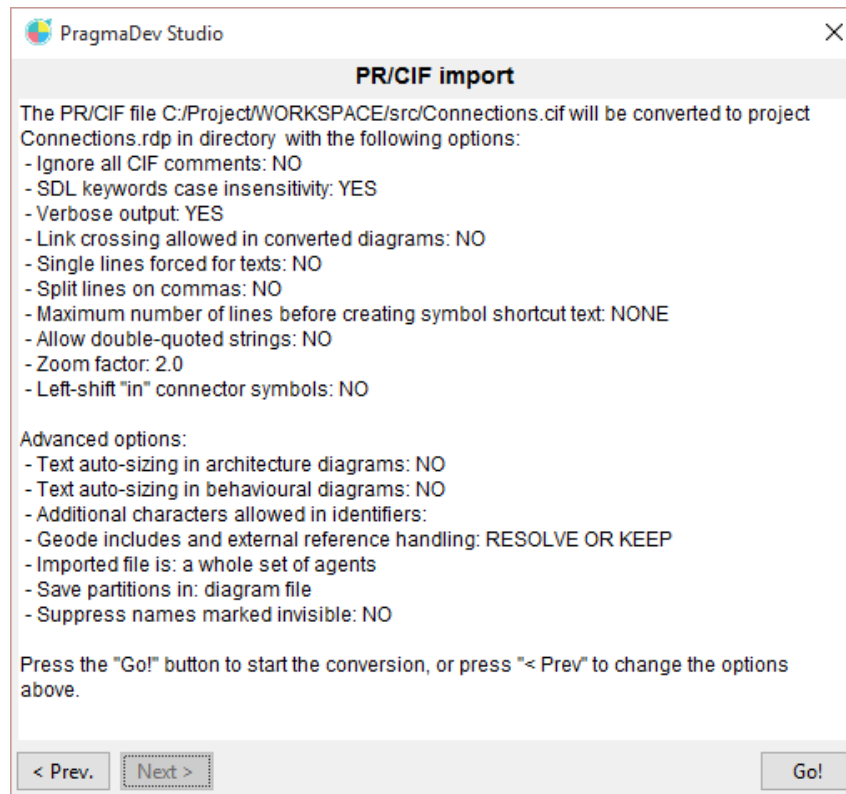 PragmaDev Studio
PR/CIF import
The PR/CIF file C:/Project/WORKSPACE/src/Connections.cif will be converted to project
Connections.rdp in directory  with the following options:
- Ignore all CIF comments: NO
- SDL keywords case insensitivity: YES
- Verbose output: YES
- Link crossing allowed in converted diagrams: NO
- Single lines forced for texts: NO
- Split lines on commas: NO
- Maximum number of lines before creating symbol shortcut text: NONE
- Allow double-quoted strings: NO
- Zoom factor: 2.0
- Left-shift "in" connector symbols: NO
Advanced options:
- Text auto-sizing in architecture diagrams: NO
- Text auto-sizing in behavioural diagrams: NO
- Additional characters allowed in identifiers:
- Geode includes and external reference handling: RESOLVE OR KEEP
- Imported file is: a whole set of agents
- Save partitions in: diagram file
- Suppress names marked invisible: NO
Press the "Go!" button to start the conversion, or press "< Prev" to change the options
above.
< Prev.
Next >
Go!